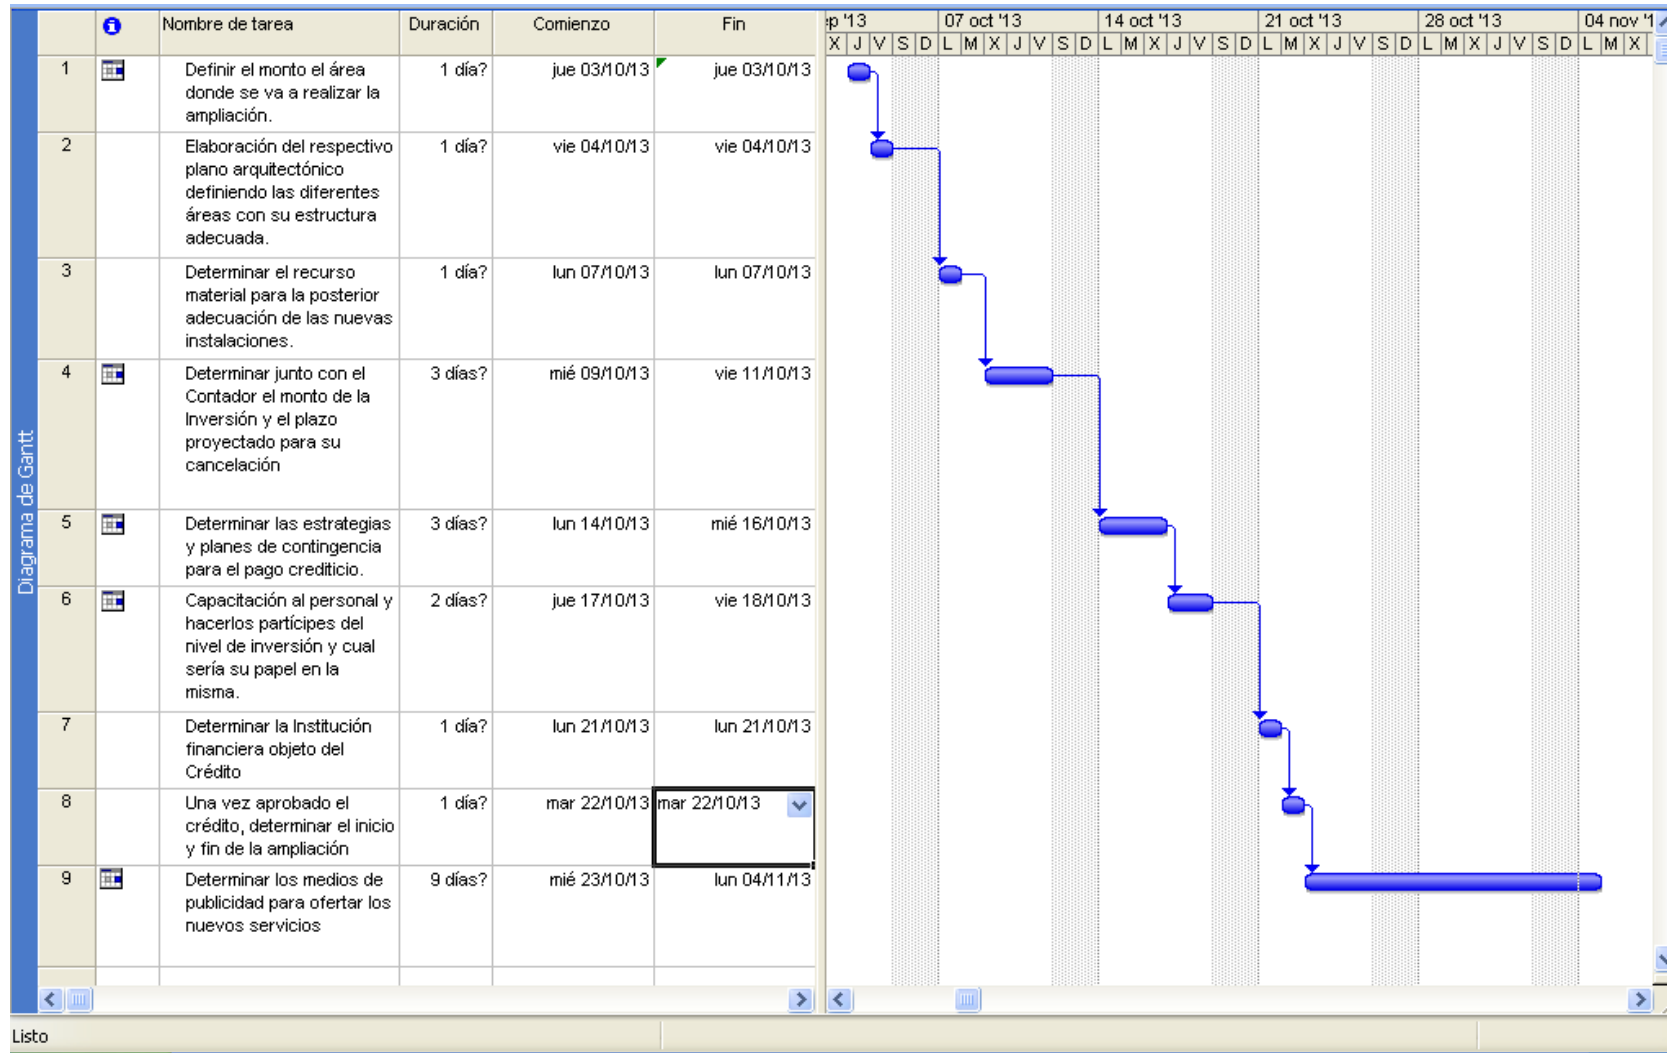 Nombre de tarea Duración Comienzo Fin
ep '13 07 oct '13 14 oct '13 21 oct '13 28 oct '13 04 nov '1
X J V S D L M X J V S D L M X J V S D L M X J V S D L M X J V S D L M X
1 Definir el monto el área 1 día? jue 03/10/13 jue 03/10/13
donde se va a realizar la
ampliación.
2 Elaboración del respectivo 1 día? vie 04/10/13 vie 04/10/13
plano arquitectónico
definiendo las diferentes
áreas con su estructura
adecuada.
3 Determinar el recurso 1 día? lun 07/10/13 lun 07/10/13
material para la posterior
adecuación de las nuevas
instalaciones.
4 Determinar junto con el 3 días? mié 09/10/13 vie 11/10/13
Contador el monto de la
Inversión y el plazo
proyectado para su
cancelación
5 Determinar las estrategias 3 días? lun 14/10/13 mié 16/10/13
y planes de contingencia
para el pago crediticio.
6 Capacitación al personal y 2 días? jue 17/10/13 vie 18/10/13
hacerlos partícipes del
nivel de inversión y cual
sería su papel en la
misma.
7 Determinar la Institución 1 día? lun 21/10/13 lun 21/10/13
financiera objeto del
Crédito
8 Una vez aprobado el 1 día? mar 22/10/13 mar 22/10/13
crédito, determinar el inicio
y fin de la ampliación
9 Determinar los medios de 9 días? mié 23/10/13 lun 04/11/13
publicidad para ofertar los
nuevos servicios
Diagrama de Gantt
Listo